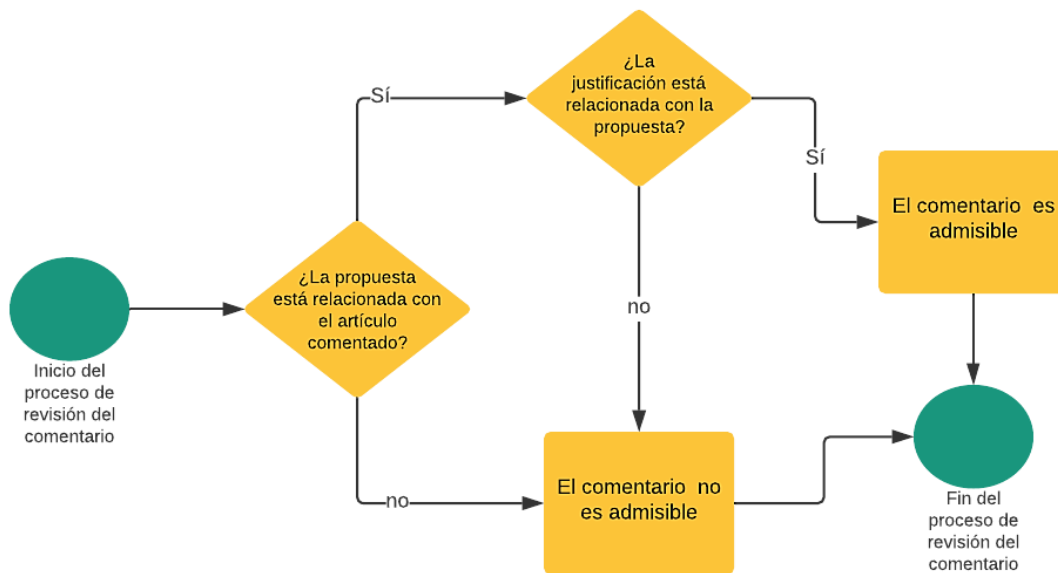 ¿La
justificación está
relacionada con la
propuesta?
Sí
Sí
El comentario es
admisible
¿La propuesta
está relacionada con
el artículo
comentado?
no
Inicio del
proceso de
revisión del
comentario
no
El comentario no
es admisible
Fin del
proceso de
revisión del
comentario